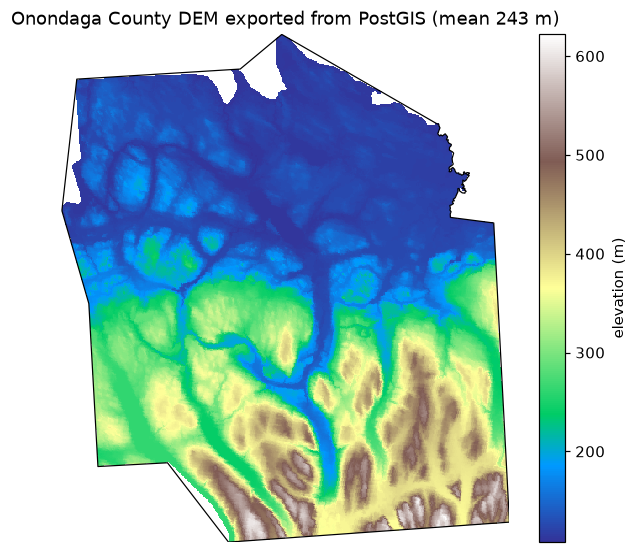 Onondaga County DEM exported from PostGIS (mean 243 m)
600
500
400
300
200
elevation (m)